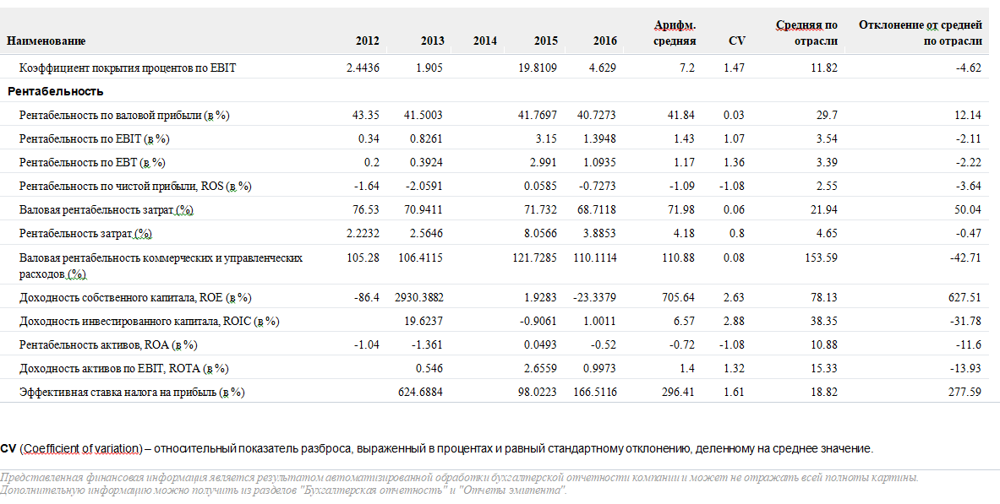 Наименование 2012 2013 2014 2015 2016 Арифм. средняя CV Средняя по отрасли Отклонение от средней по отрасли
Коэффициент покрытия процентов по EBIT 2.4436 1.905 19.8109 4.629 7.2 1.47 11.82 -4.62
Рентабельность
Рентабельность по валовой прибыли (в %) 43.35 41.5003 41.7697 40.7273 41.84 0.03 29.7 12.14
Рентабельность по EBIT (в %) 0.34 0.8261 3.15 1.3948 1.43 1.07 3.54 -2.11
Рентабельность по EBT (в %) 0.2 0.3924 2.991 1.0935 1.17 1.36 3.39 -2.22
Рентабельность по чистой прибыли, ROS (в %) -1.64 -2.0591 0.0585 -0.7273 -1.09 -1.08 2.55 -3.64
Валовая рентабельность затрат (%) 76.53 70.9411 71.732 68.7118 71.98 0.06 21.94 50.04
Рентабельность затрат (%) 2.2232 2.5646 8.0566 3.8853 4.18 0.8 4.65 -0.47
Валовая рентабельность коммерческих и управленческих расходов (%) 105.28 106.4115 121.7285 110.1114 110.88 0.08 153.59 -42.71
Доходность собственного капитала, ROE (в %) -86.4 2930.3882 1.9283 -23.3379 705.64 2.63 78.13 627.51
Доходность инвестированного капитала, ROIC (в %) 19.6237 -0.9061 1.0011 6.57 2.88 38.35 -31.78
Рентабельность активов, ROA (в %) -1.04 -1.361 0.0493 -0.52 -0.72 -1.08 10.88 -11.6
Доходность активов по EBIT, ROTA (в %) 0.546 2.6559 0.9973 1.4 1.32 15.33 -13.93
Эффективная ставка налога на прибыль (в %) 624.6884 98.0223 166.5116 296.41 1.61 18.82 277.59
CV (Coefficient of variation) – относительный показатель разброса, выраженный в процентах и равный стандартному отклонению, деленному на среднее значение.
Представленная финансовая информация является результатом автоматизированной обработки бухгалтерской отчетности компании и может не отражать всей полноты картины.
Дополнительную информацию можно получить из разделов "Бухгалтерская отчетность" и "Отчеты эмитента".